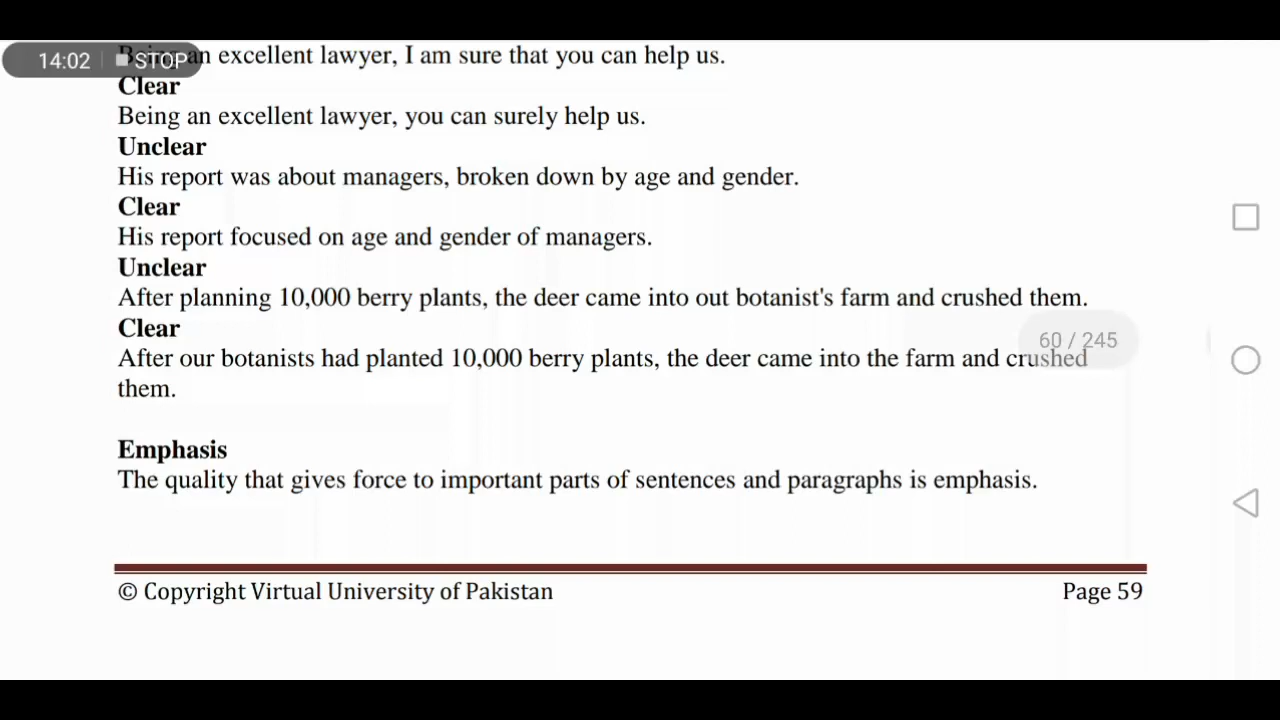 14:02 STOP
Being an excellent lawyer, I am sure that you can help us.
Clear
Being an excellent lawyer, you can surely help us.
Unclear
His report was about managers, broken down by age and gender.
Clear
His report focused on age and gender of managers.
Unclear
After planning 10,000 berry plants, the deer came into out botanist's farm and crushed them.
Clear
60 / 245
After our botanists had planted 10,000 berry plants, the deer came into the farm and crushed
them.
Emphasis
The quality that gives force to important parts of sentences and paragraphs is emphasis.
© Copyright Virtual University of Pakistan Page 59